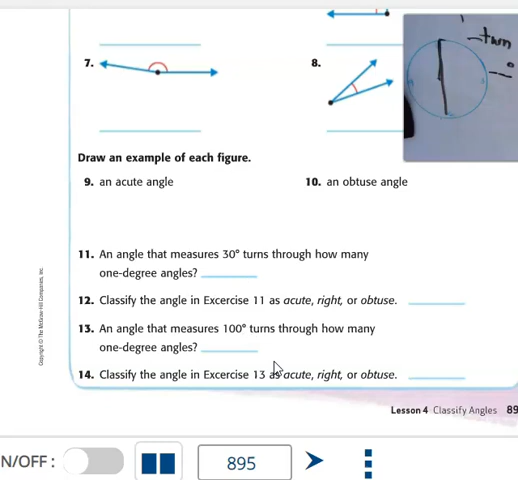 7.
8.
turn
Draw an example of each figure.
9. an acute angle
10. an obtuse angle
11. An angle that measures 30° turns through how many
one-degree angles?
12. Classify the angle in Excercise 11 as acute, right, or obtuse.
13. An angle that measures 100° turns through how many
one-degree angles?
14. Classify the angle in Excercise 13 as acute, right, or obtuse.
Copyright © The McGraw-Hill Companies, Inc.
Lesson 4 Classify Angles 89
N/OFF :
895